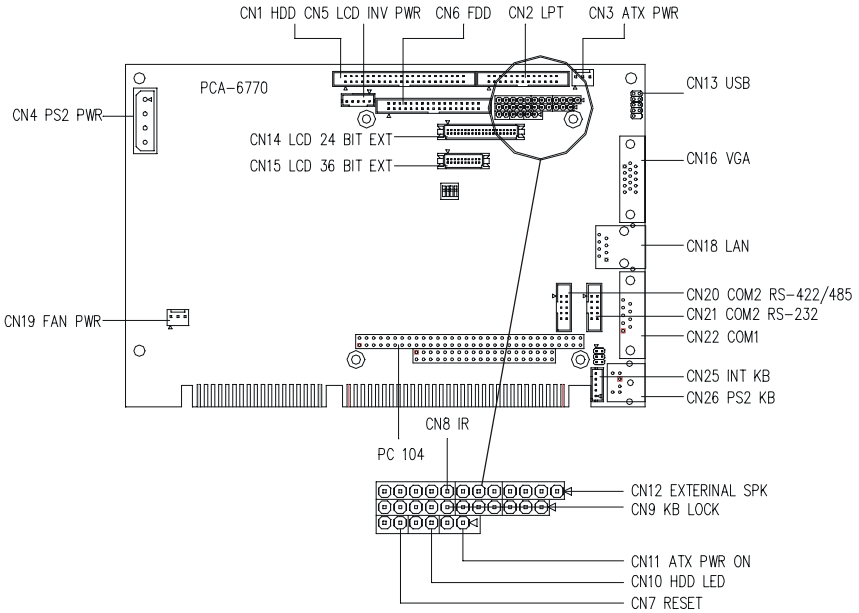 CN1 HDD CN5 LCD INV PWR CN6 FDD CN2 LPT CN3 ATX PWR
PCA-6770
CN13 USB
CN4 PS2 PWR
CN14 LCD 24 BIT EXT
CN15 LCD 36 BIT EXT
CN16 VGA
CN18 LAN
CN20 COM2 RS-422/485
CN21 COM2 RS-232
CN19 FAN PWR
CN22 COM1
CN25 INT KB
CN26 PS2 KB
CN8 IR
PC 104
CN12 EXTERINAL SPK
CN9 KB LOCK
CN11 ATX PWR ON
CN10 HDD LED
CN7 RESET